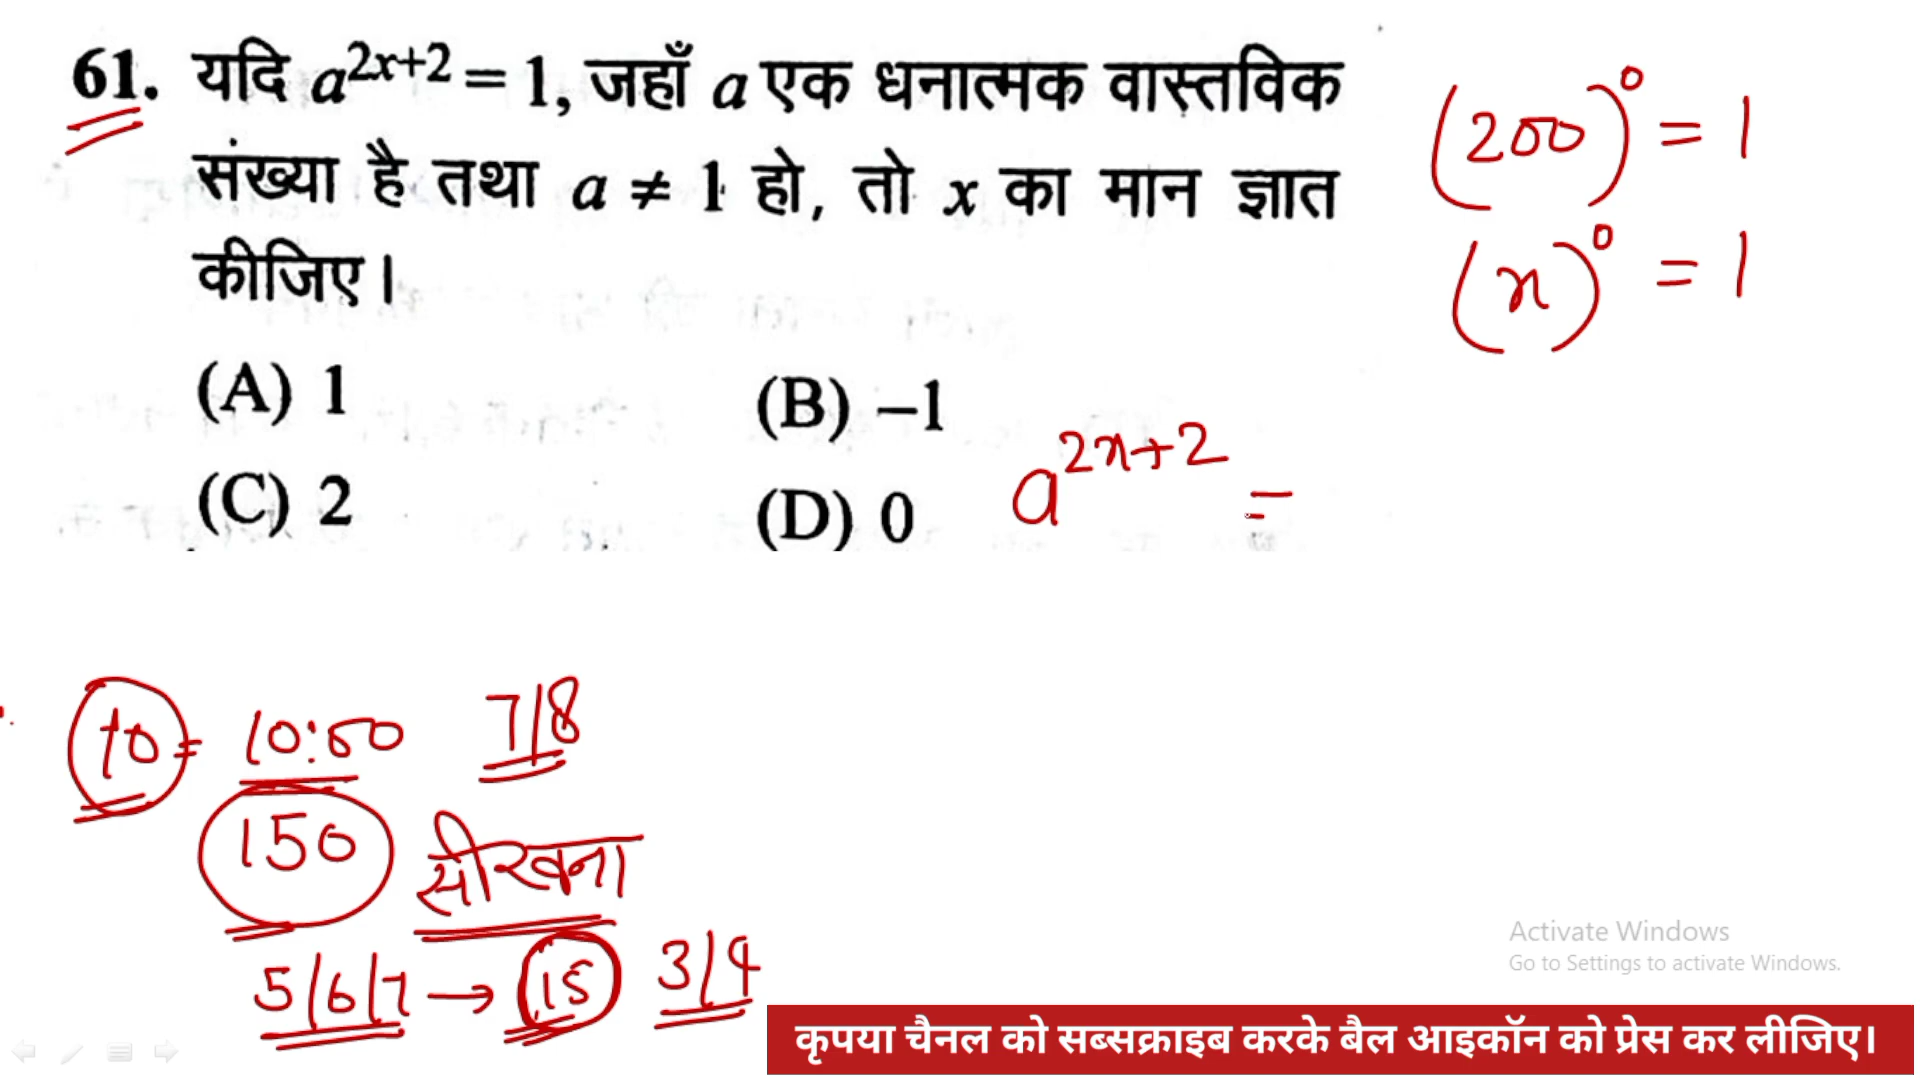 61. यदि a^{2x+2} = 1, जहाँ a एक धनात्मक वास्तविक
संख्या है तथा a ≠ 1 हो, तो x का मान ज्ञात
कीजिए।
(A) 1 (B) –1
(C) 2 (D) 0
(200)^0 = 1
(x)^0 = 1
a^{2x+2} =
10 = 10:50 7/8
150 सीखना
5/6/7 → 15 3/4
Activate Windows
Go to Settings to activate Windows.
कृपया चैनल को सब्सक्राइब करके बैल आइकॉन को प्रेस कर लीजिए।